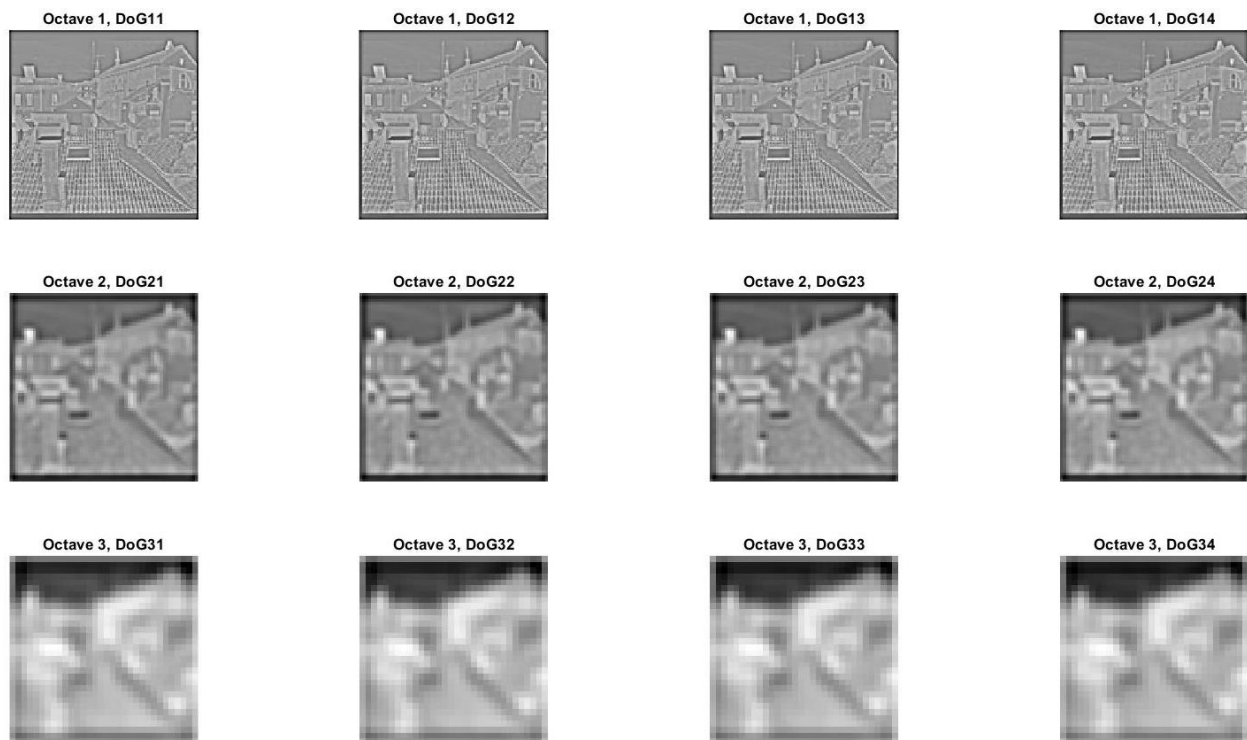 Octave 1, DoG11
Octave 1, DoG12
Octave 1, DoG13
Octave 1, DoG14
Octave 2, DoG21
Octave 2, DoG22
Octave 2, DoG23
Octave 2, DoG24
Octave 3, DoG31
Octave 3, DoG32
Octave 3, DoG33
Octave 3, DoG34